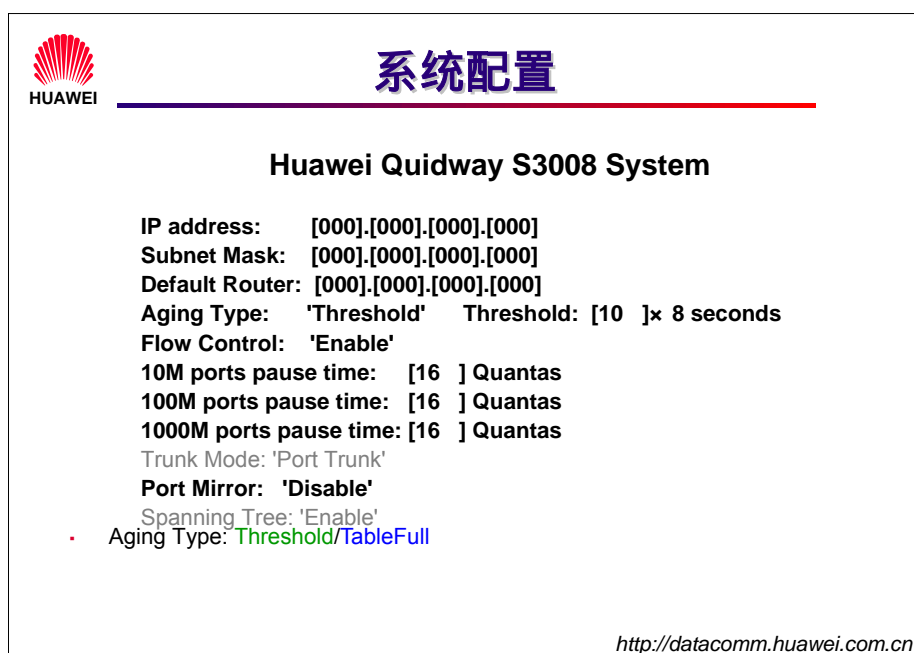 HUAWEI
系统配置
Huawei Quidway S3008 System
IP address: [000].[000].[000].[000]
Subnet Mask: [000].[000].[000].[000]
Default Router: [000].[000].[000].[000]
Aging Type: 'Threshold' Threshold: [10 ]× 8 seconds
Flow Control: 'Enable'
10M ports pause time: [16 ] Quantas
100M ports pause time: [16 ] Quantas
1000M ports pause time: [16 ] Quantas
Trunk Mode: 'Port Trunk'
Port Mirror: 'Disable'
Spanning Tree: 'Enable'
▪ Aging Type: Threshold/TableFull
http://datacomm.huawei.com.cn